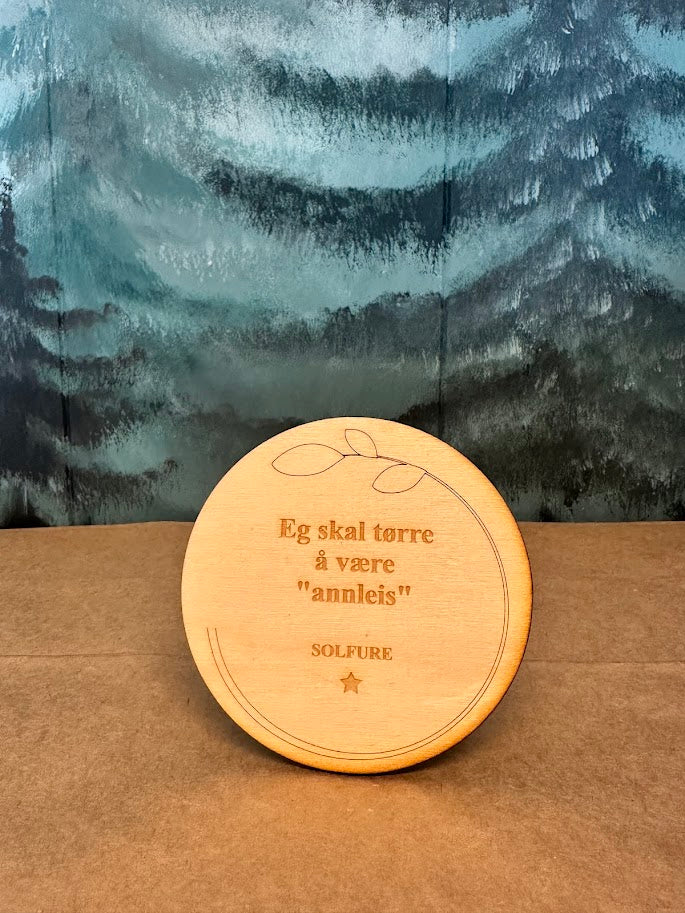 Eg skal tørre
å være
"annleis"
SOLFURE